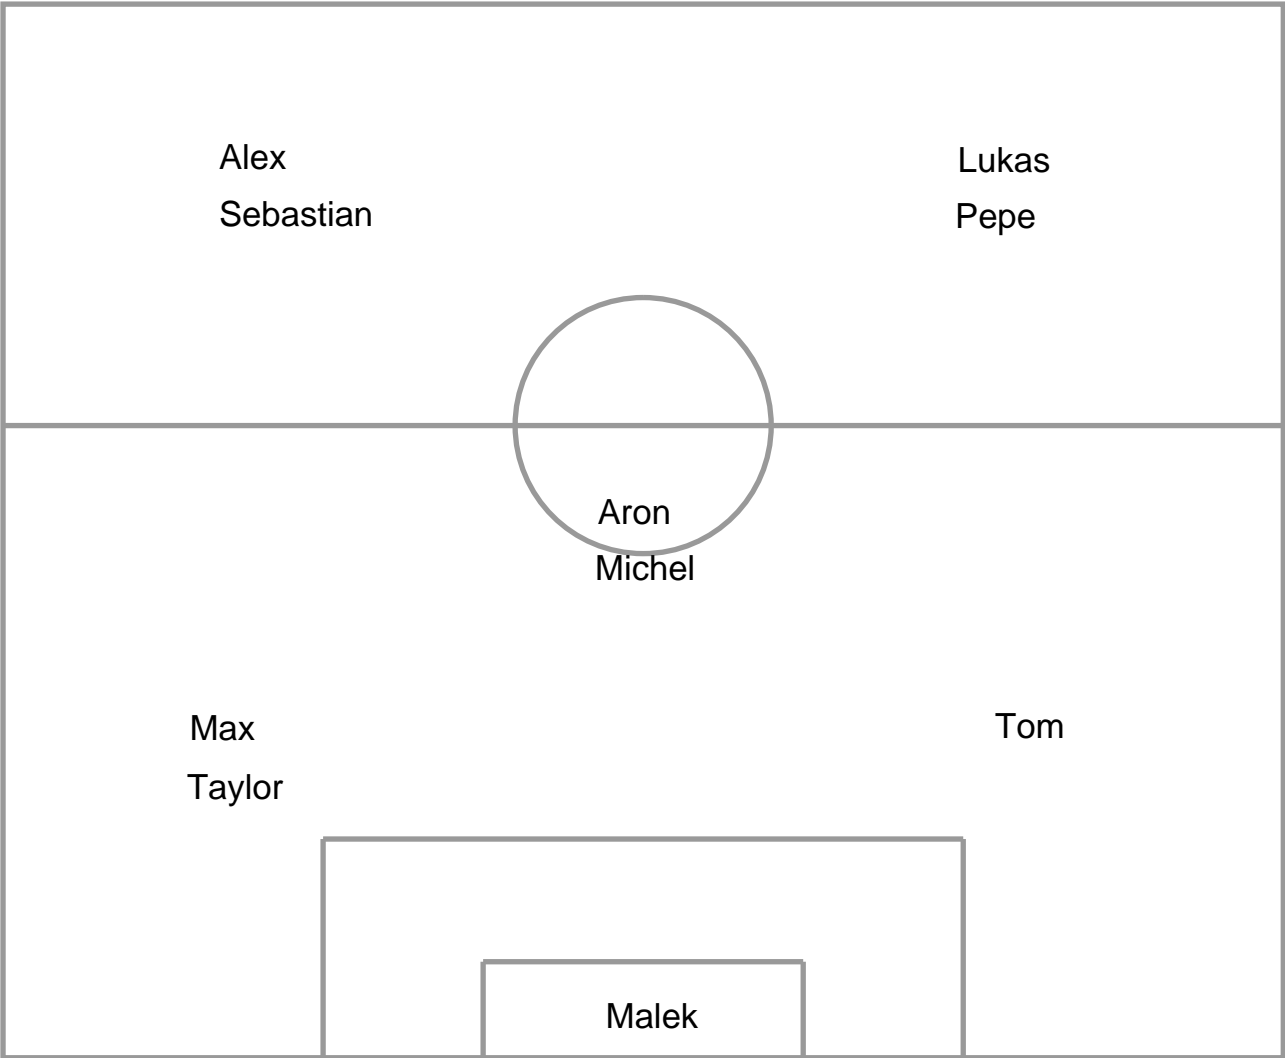 Alex
Sebastian
Lukas
Pepe
Aron
Michel
Max
Taylor
Tom
Malek